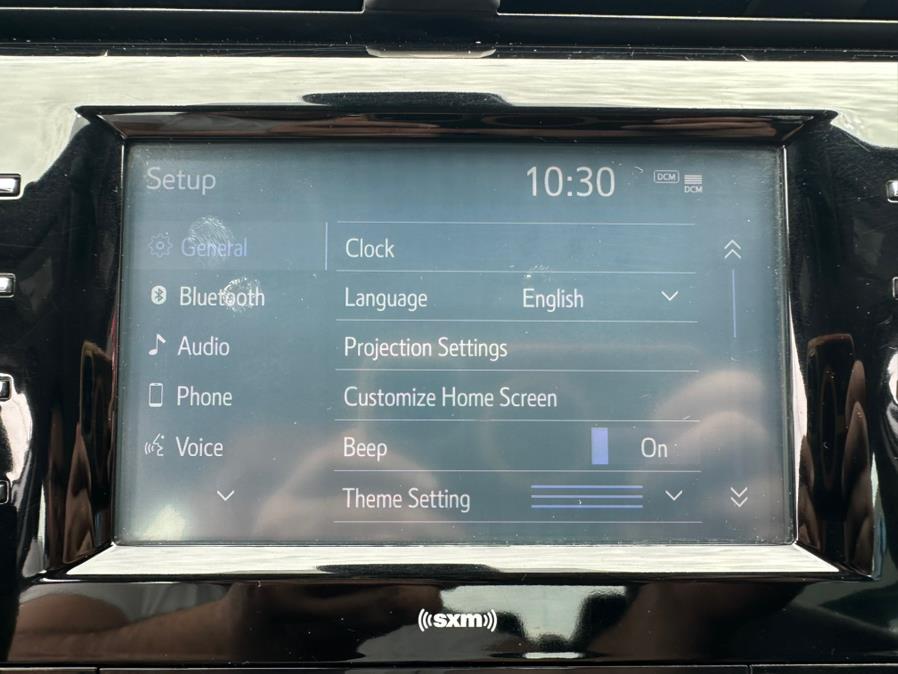 Setup
10:30
DCM
DCM
General
Clock
Bluetooth
Language English
Audio
Projection Settings
Phone
Customize Home Screen
Voice
Beep On
Theme Setting
((sxm))